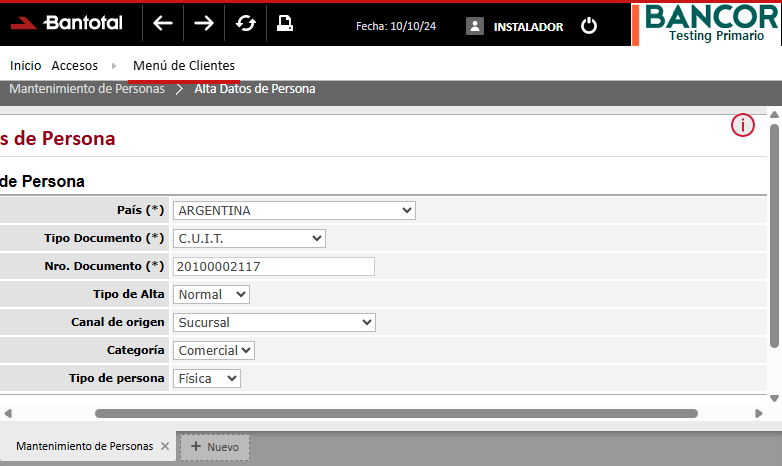 Bantotal
Fecha: 10/10/24
INSTALADOR
BANCOR
Testing Primario
Inicio Accesos Menú de Clientes
Mantenimiento de Personas > Alta Datos de Persona
s de Persona
i
de Persona
País (*) ARGENTINA
Tipo Documento (*) C.U.I.T.
Nro. Documento (*) 20100002117
Tipo de Alta Normal
Canal de origen Sucursal
Categoría Comercial
Tipo de persona Física
Mantenimiento de Personas × + Nuevo